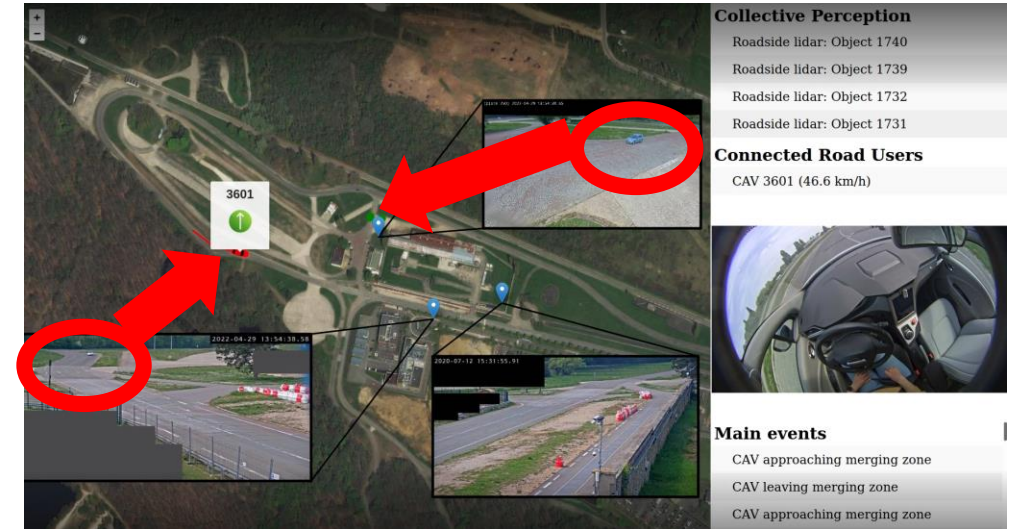 +
−
3601
2022-04-29 13:54:38.58
2020-07-12 15:31:55.91
Collective Perception
Roadside lidar: Object 1740
Roadside lidar: Object 1739
Roadside lidar: Object 1732
Roadside lidar: Object 1731
Connected Road Users
CAV 3601 (46.6 km/h)
Main events
CAV approaching merging zone
CAV leaving merging zone
CAV approaching merging zone